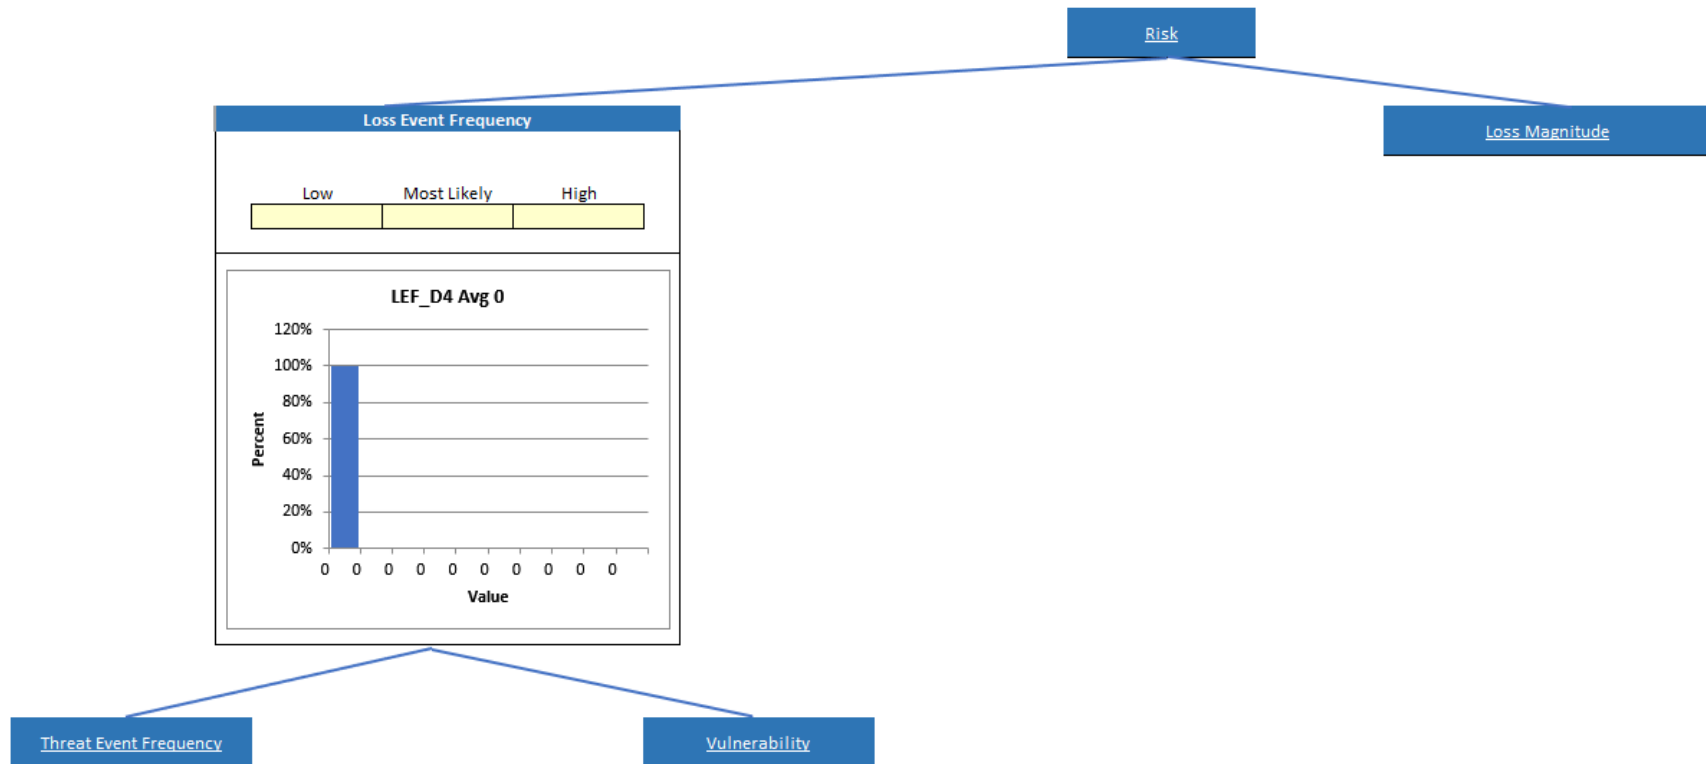 Risk
Loss Event Frequency
Loss Magnitude
Low Most Likely High
LEF_D4 Avg 0
120%
100%
80%
60%
40%
20%
0%
Percent
0 0 0 0 0 0 0 0 0 0
Value
Threat Event Frequency
Vulnerability